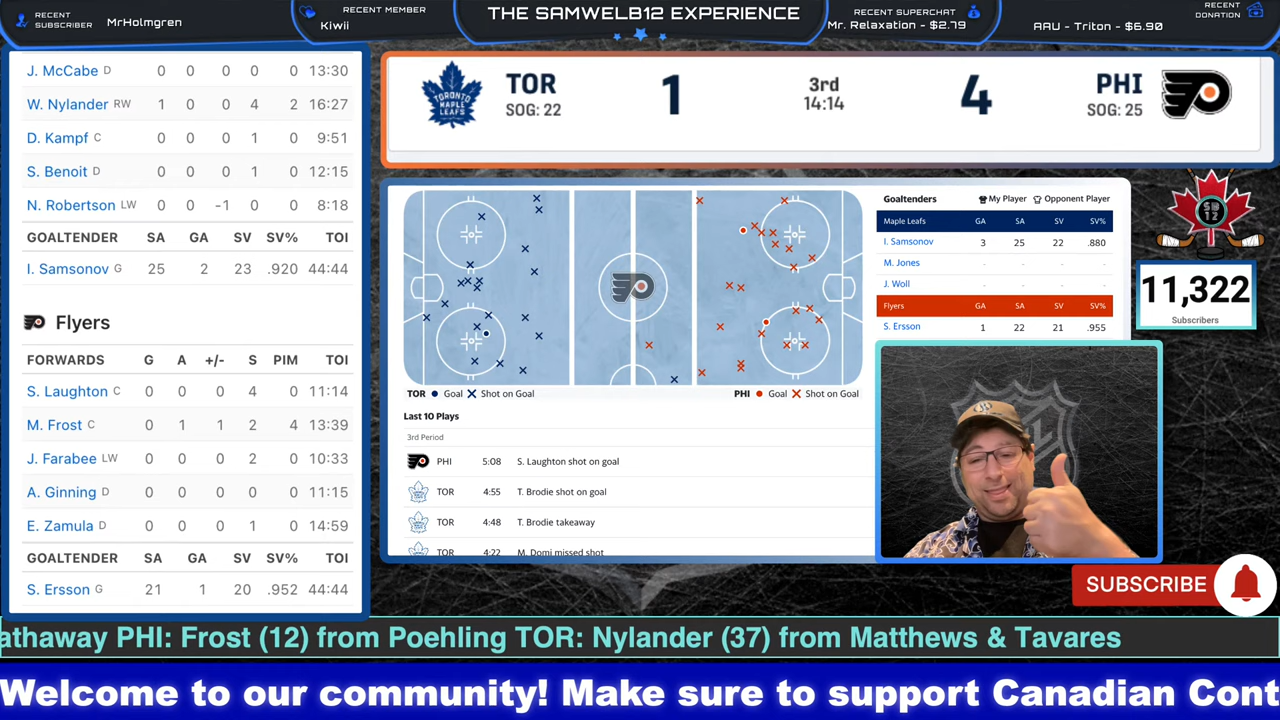 RECENT SUBSCRIBER
MrHolmgren
RECENT MEMBER
Kiwii
THE SAMWELB12 EXPERIENCE
RECENT SUPERCHAT
Mr. Relaxation - $2.79
RECENT DONATION
AAU - Triton - $6.90
J. McCabe D 0 0 0 0 0 13:30
W. Nylander RW 1 0 0 4 2 16:27
D. Kampf C 0 0 0 1 0 9:51
S. Benoit D 0 0 0 1 0 12:15
N. Robertson LW 0 0 -1 0 0 8:18
GOALTENDER SA GA SV SV% TOI
I. Samsonov G 25 2 23 .920 44:44
Flyers
FORWARDS G A +/- S PIM TOI
S. Laughton C 0 0 0 4 0 11:14
M. Frost C 0 1 1 2 4 13:39
J. Farabee LW 0 0 0 2 0 10:33
A. Ginning D 0 0 0 0 0 11:15
E. Zamula D 0 0 0 1 0 14:59
GOALTENDER SA GA SV SV% TOI
S. Ersson G 21 1 20 .952 44:44
TORONTO MAPLE LEAFS
TOR
SOG: 22
1
3rd
14:14
4
PHI
SOG: 25
TOR Goal Shot on Goal
PHI Goal Shot on Goal
Last 10 Plays
3rd Period
PHI 5:08 S. Laughton shot on goal
TOR 4:55 T. Brodie shot on goal
TOR 4:48 T. Brodie takeaway
TOR 4:22 M. Domi missed shot
Goaltenders My Player Opponent Player
Maple Leafs GA SA SV SV%
I. Samsonov 3 25 22 .880
M. Jones - - - -
J. Woll - - - -
Flyers GA SA SV SV%
S. Ersson 1 22 21 .955
SB
12
11,322
Subscribers
SUBSCRIBE
athaway PHI: Frost (12) from Poehling TOR: Nylander (37) from Matthews & Tavares
Welcome to our community! Make sure to support Canadian Cont